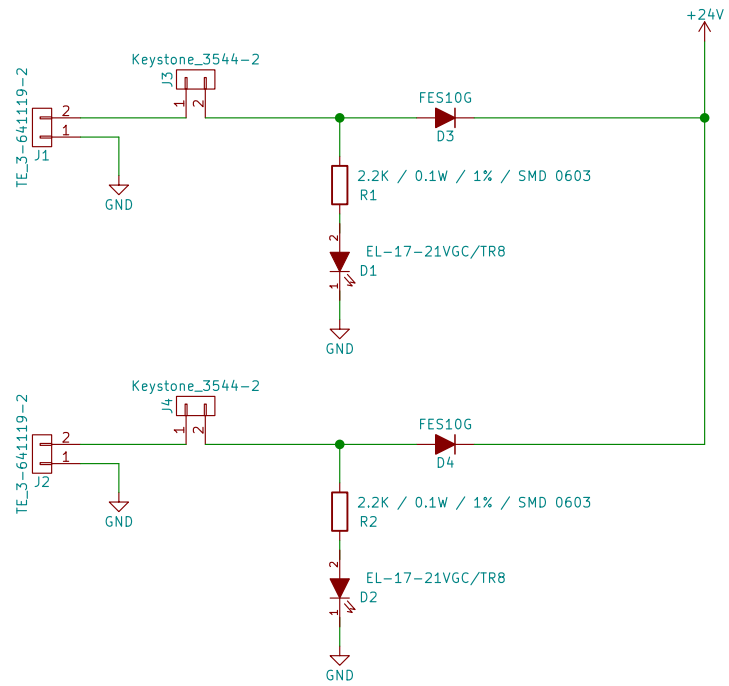 +24V
Keystone_3544-2
J3
1
2
FES10G
D3
TE_3-641119-2
2
1
J1
GND
2.2K / 0.1W / 1% / SMD 0603
R1
2
EL-17-21VGC/TR8
D1
1
GND
Keystone_3544-2
J4
1
2
FES10G
D4
TE_3-641119-2
2
1
J2
GND
2.2K / 0.1W / 1% / SMD 0603
R2
2
EL-17-21VGC/TR8
D2
1
GND